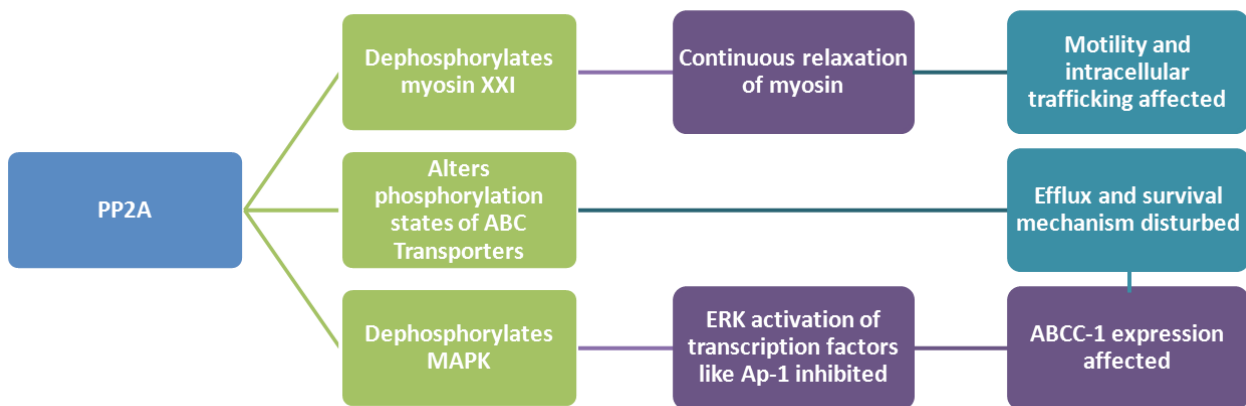 PP2A
Dephosphorylates
myosin XXI
Continuous relaxation
of myosin
Motility and
intracellular
trafficking affected
Alters
phosphorylation
states of ABC
Transporters
Efflux and survival
mechanism disturbed
Dephosphorylates
MAPK
ERK activation of
transcription factors
like Ap-1 inhibited
ABCC-1 expression
affected